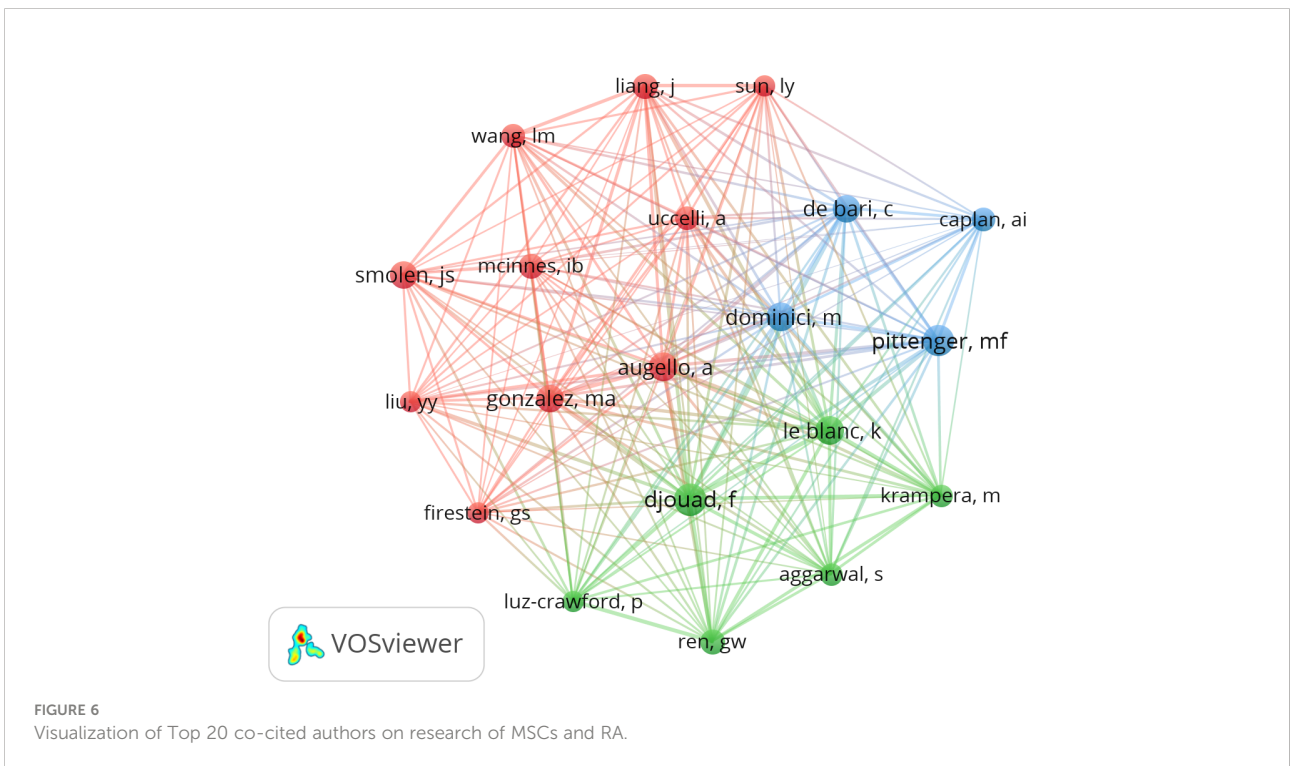 liang, j
sun, ly
wang, lm
uccelli, a
de bari, c
caplan, ai
smolen, js
mcinnes, ib
dominici, m
pittenger, mf
augello, a
liu, yy
gonzalez, ma
le blanc, k
djouad, f
krampera, m
firestein, gs
aggarwal, s
luz-crawford, p
ren, gw
VOSviewer
FIGURE 6
Visualization of Top 20 co-cited authors on research of MSCs and RA.